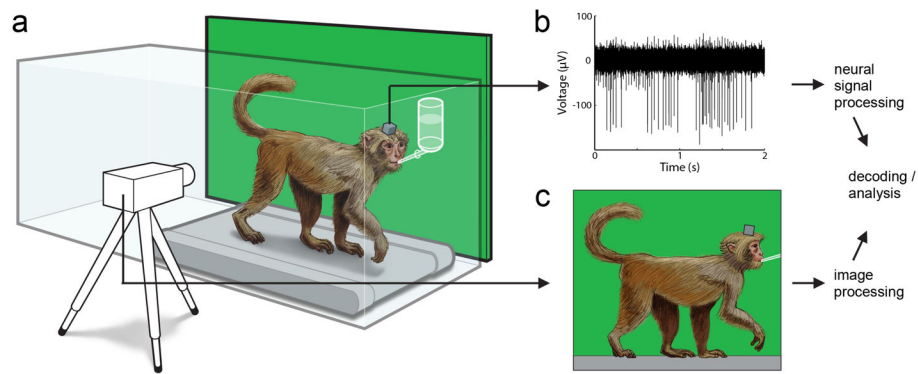 a
b
100
0
-100
Voltage (µV)
0
1
2
Time (s)
neural
signal
processing
decoding /
analysis
c
image
processing